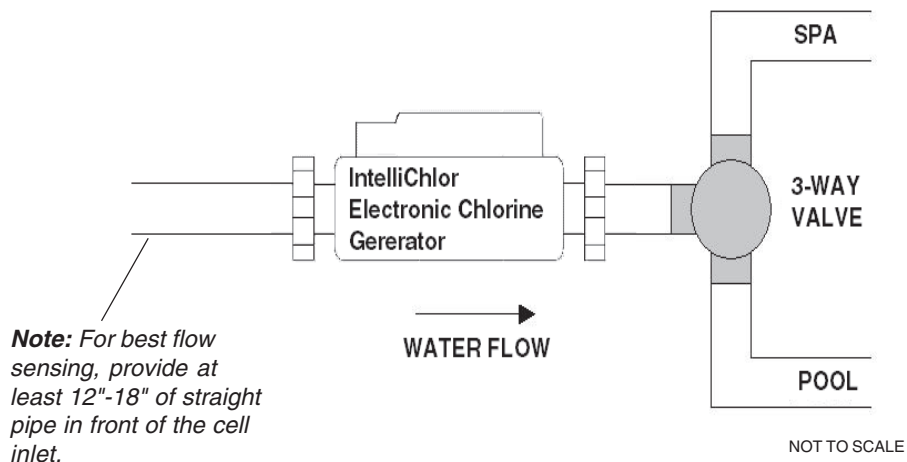 SPA
IntelliChlor
Electronic Chlorine
Gererator
3-WAY
VALVE
WATER FLOW
Note: For best flow
sensing, provide at
least 12"-18" of straight
pipe in front of the cell
inlet.
POOL
NOT TO SCALE